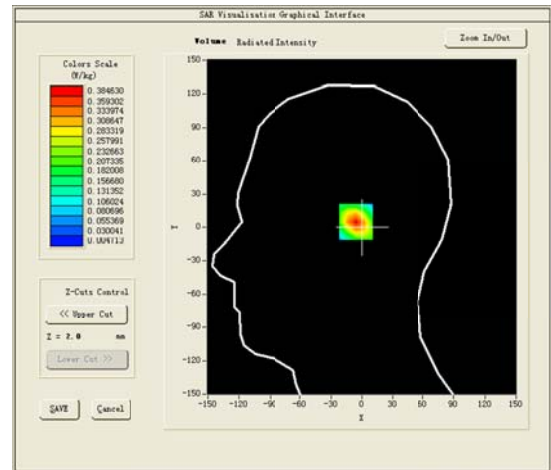 SAR Visualisation Graphical Interface
Volume Radiated Intensity
Zoom In/Out
Colors Scale
(W/kg)
0.384630
0.359302
0.333974
0.308647
0.283319
0.257991
0.232663
0.207335
0.182008
0.156680
0.131352
0.106024
0.080696
0.055369
0.030041
0.004713
Z-Cuts Control
<< Upper Cut
Z = 2.0 mm
Lower Cut >>
SAVE
Cancel
150
120
90
60
30
0
-30
-60
-90
-120
-150
Y
-150 -120 -90 -60 -30 0 30 60 90 120 150
X